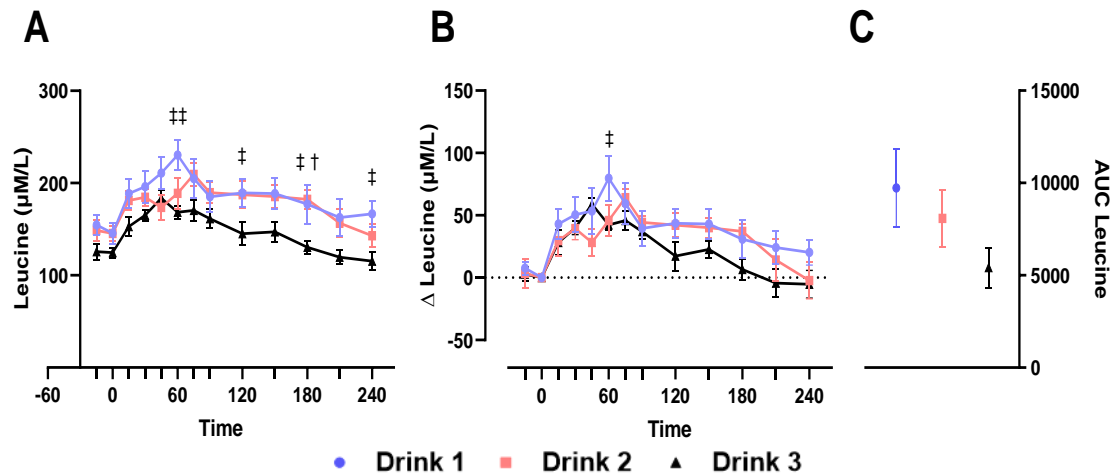 A
300
200
100
-60
0
60
120
180
240
Leucine (µM/L)
Time
‡‡
‡
‡ †
‡
B
150
100
50
0
-50
0
60
120
180
240
Δ Leucine (µM/L)
Time
‡
C
15000
10000
5000
0
AUC Leucine
Drink 1
Drink 2
Drink 3